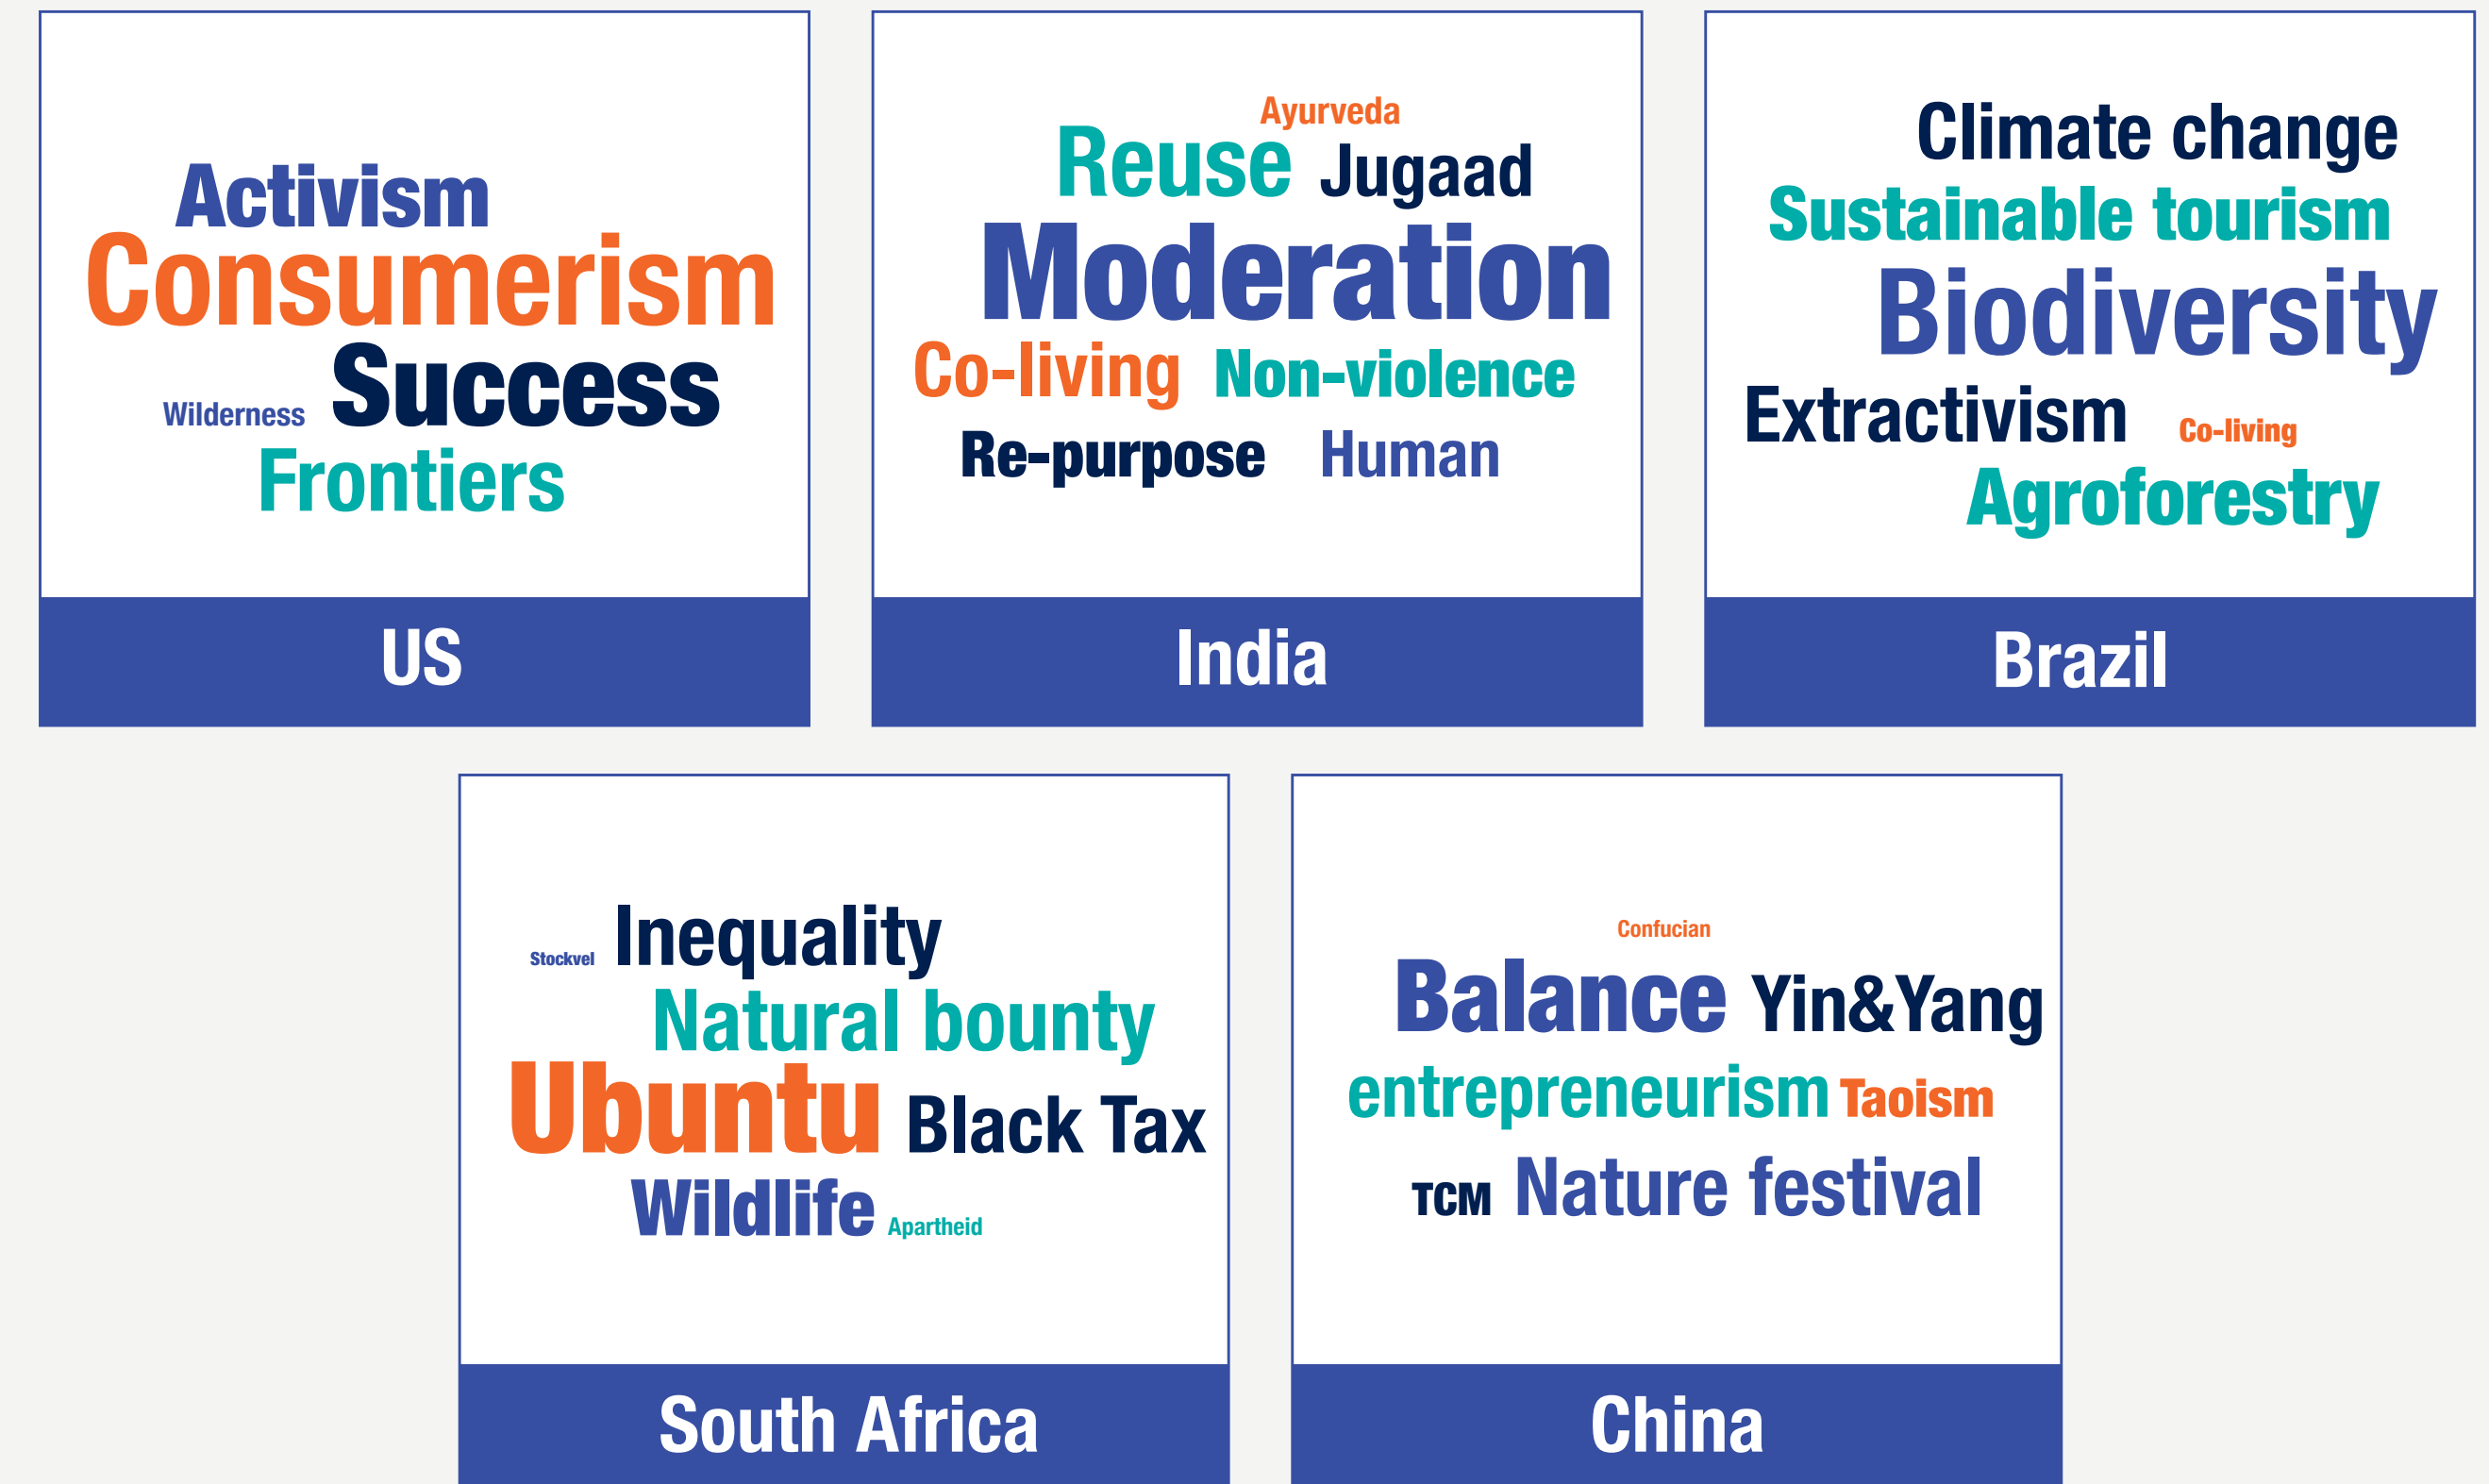 Activism
Consumerism
Wilderness Success
Frontiers
US
Ayurveda
Reuse Jugaad
Moderation
Co-living Non-violence
Re-purpose Human
India
Climate change
Sustainable tourism
Biodiversity
Extractivism Co-living
Agroforestry
Brazil
Stockvel Inequality
Natural bounty
Ubuntu Black Tax
Wildlife Apartheid
South Africa
Confucian
Balance Yin&Yang
entrepreneurism Taoism
TCM Nature festival
China